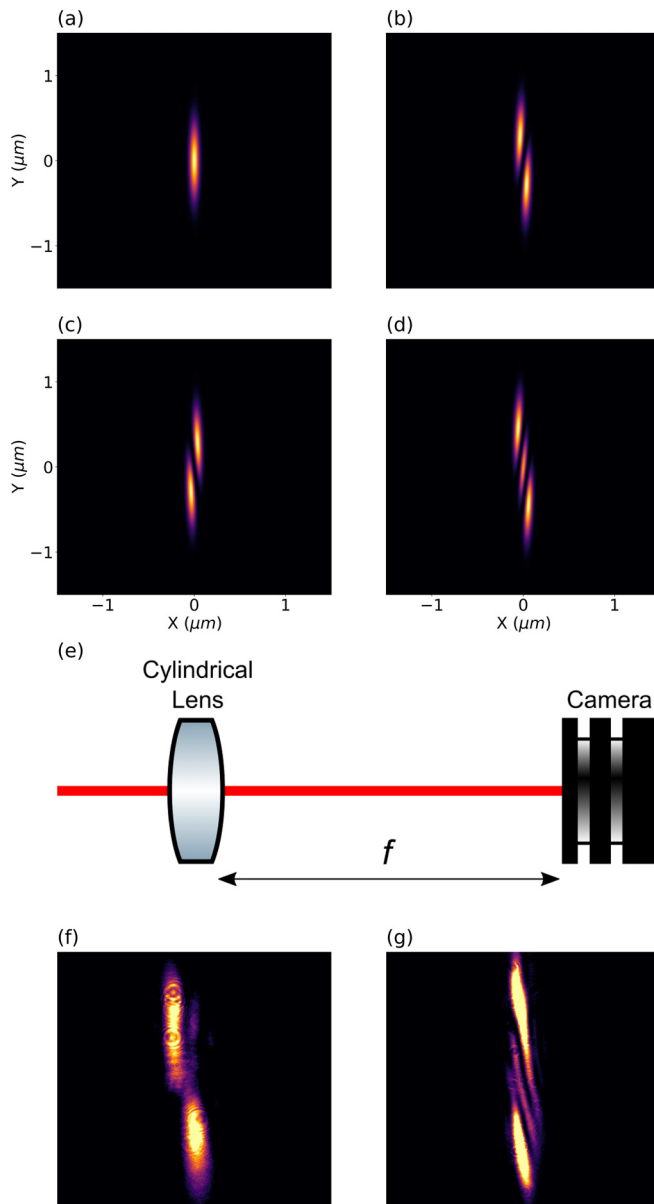 (a)
(b)
1
0
−1
Y (μm)
(c)
(d)
1
0
−1
Y (μm)
−1
0
1
X (μm)
−1
0
1
X (μm)
(e)
Cylindrical
Lens
Camera
f
(f)
(g)